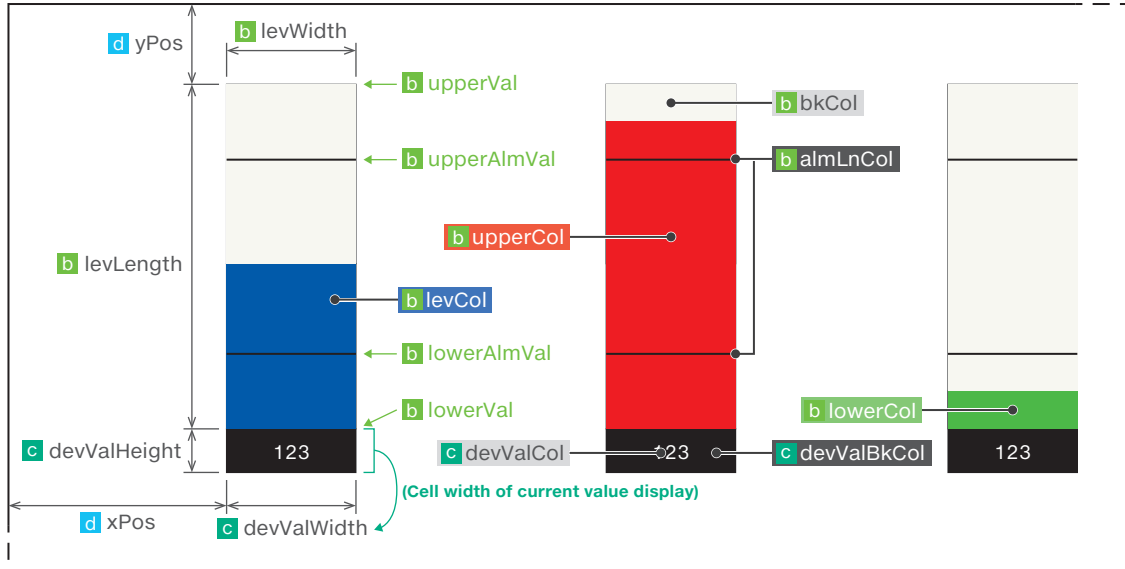 b levWidth
d yPos
b upperVal
b bkCol
b upperAlmVal
b almLnCol
b upperCol
b levLength
b levCol
b lowerAlmVal
b lowerVal
b lowerCol
c devValHeight
123
c devValCol
123
c devValBkCol
123
(Cell width of current value display)
d xPos
c devValWidth